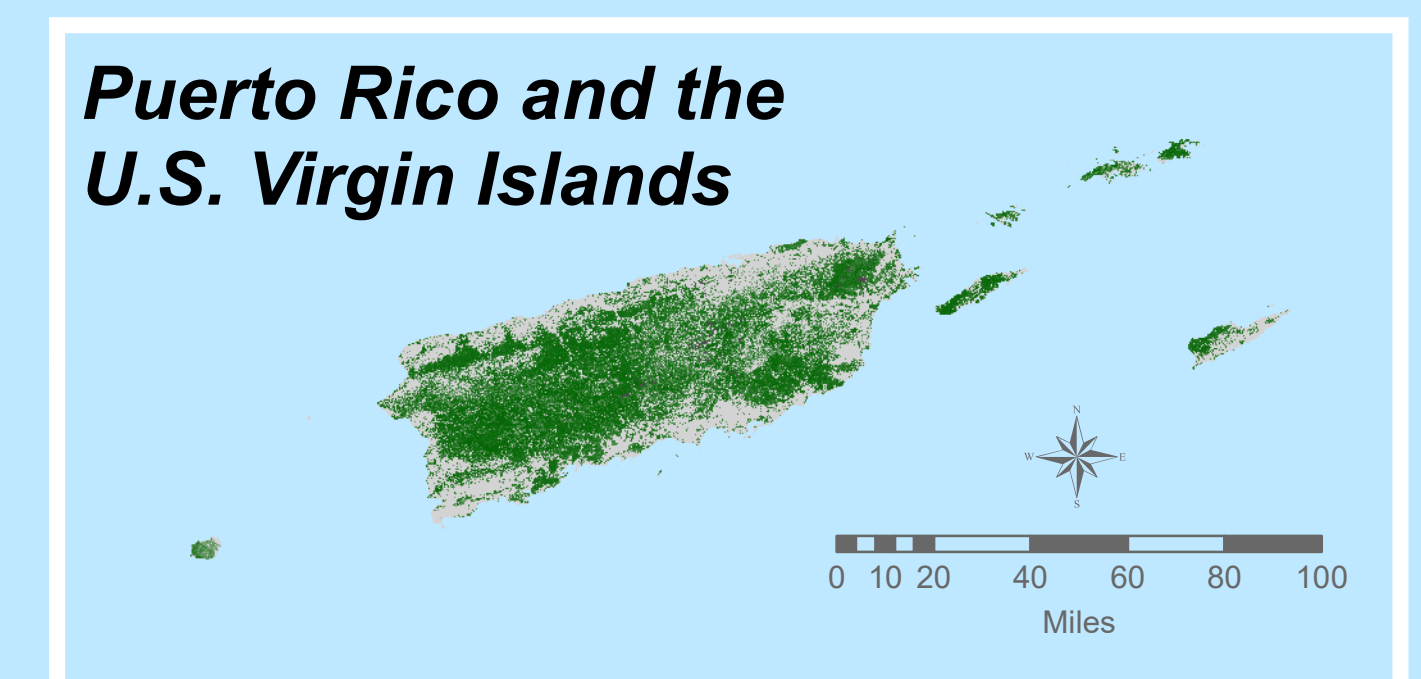 Puerto Rico and the
U.S. Virgin Islands
N
W E
S
0 10 20 40 60 80 100
Miles